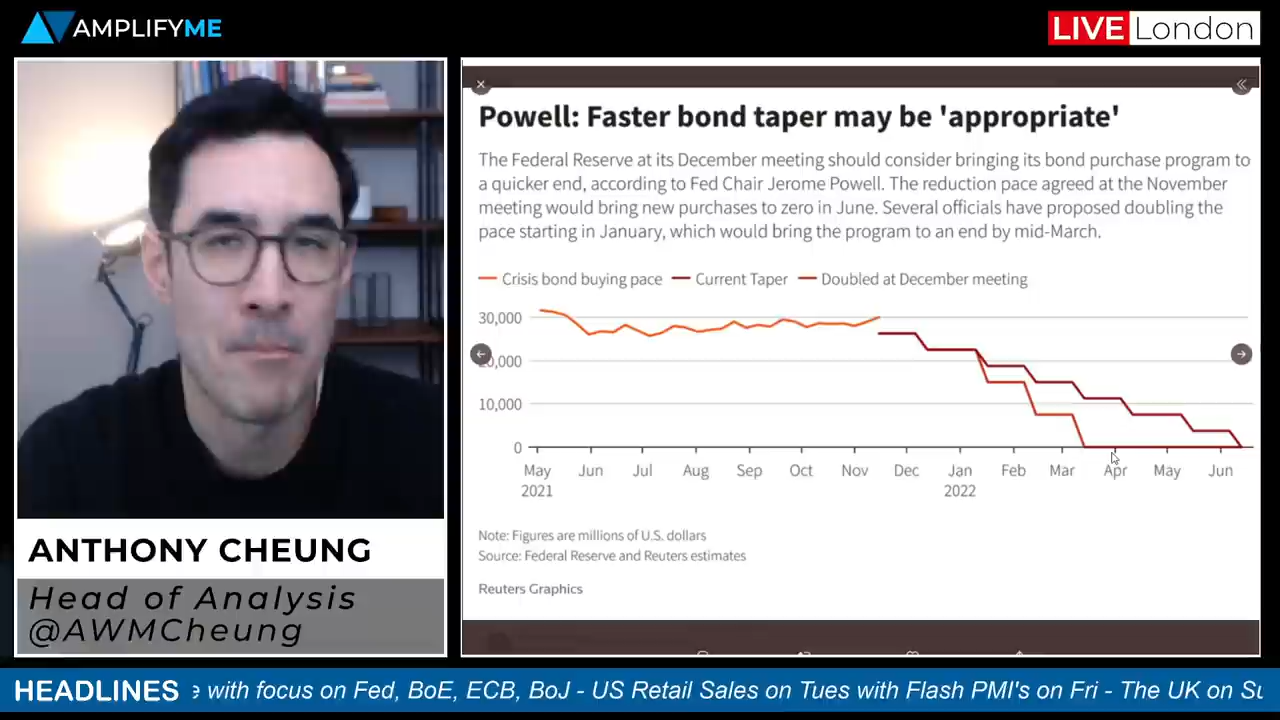 AMPLIFYME
LIVE London
Powell: Faster bond taper may be 'appropriate'
The Federal Reserve at its December meeting should consider bringing its bond purchase program to
a quicker end, according to Fed Chair Jerome Powell. The reduction pace agreed at the November
meeting would bring new purchases to zero in June. Several officials have proposed doubling the
pace starting in January, which would bring the program to an end by mid-March.
Crisis bond buying pace Current Taper Doubled at December meeting
30,000
20,000
10,000
0
May Jun Jul Aug Sep Oct Nov Dec Jan Feb Mar Apr May Jun
2021 2022
Note: Figures are millions of U.S. dollars
Source: Federal Reserve and Reuters estimates
Reuters Graphics
ANTHONY CHEUNG
Head of Analysis
@AWMCheung
HEADLINES with focus on Fed, BoE, ECB, BoJ - US Retail Sales on Tues with Flash PMI's on Fri - The UK on